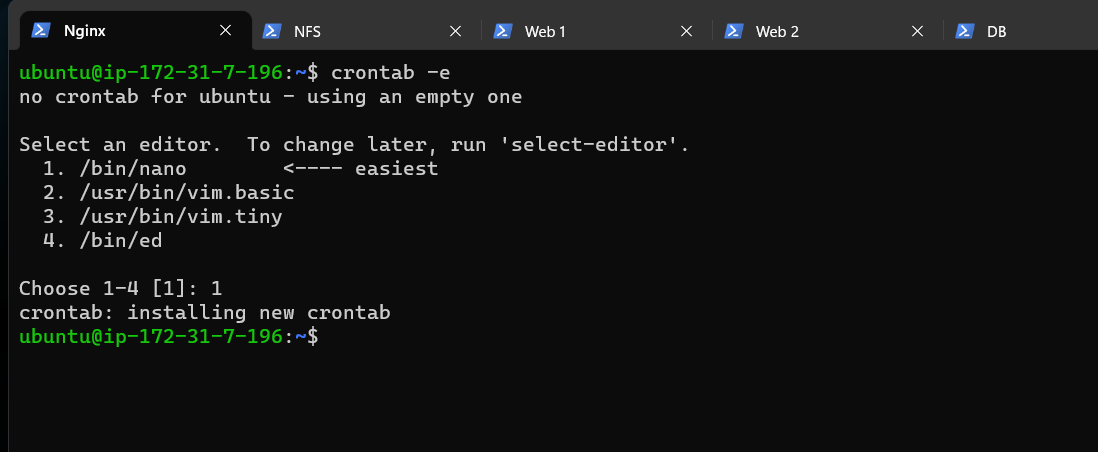 Nginx NFS Web 1 Web 2 DB
ubuntu@ip-172-31-7-196:~$ crontab -e
no crontab for ubuntu - using an empty one
Select an editor.  To change later, run 'select-editor'.
  1. /bin/nano        <---- easiest
  2. /usr/bin/vim.basic
  3. /usr/bin/vim.tiny
  4. /bin/ed
Choose 1-4 [1]: 1
crontab: installing new crontab
ubuntu@ip-172-31-7-196:~$